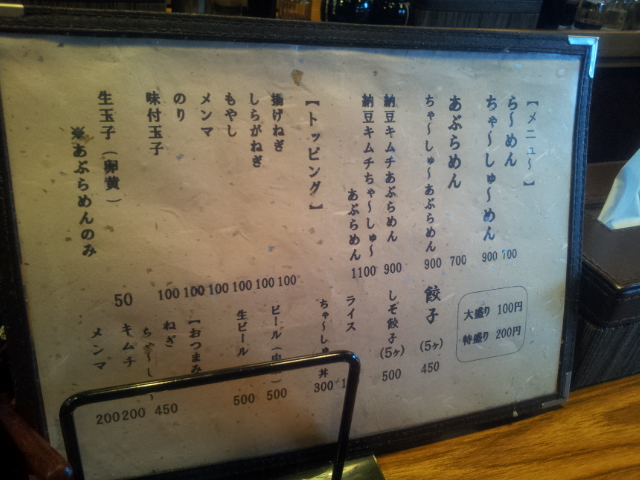 【メニュ〜】
ら〜めん 700
ちゃ〜しゅ〜めん 900
あぶらめん 700
ちゃ〜しゅ〜あぶらめん 900
納豆キムチあぶらめん 900
納豆キムチちゃ〜しゅ〜
あぶらめん 1100
大盛り 100円
特盛り 200円
餃子 (5ヶ) 450
しそ餃子 (5ヶ) 500
【トッピング】
揚げねぎ 100
しらがねぎ 100
もやし 100
メンマ 100
のり 100
味付玉子 100
生玉子（卵黄） 50
※あぶらめんのみ
ライス
ちゃ〜しゅ 丼 300
ビール（中 500
生ビール 500
【おつまみ
ねぎ
ちゃ〜し 450
キムチ 200
メンマ 200